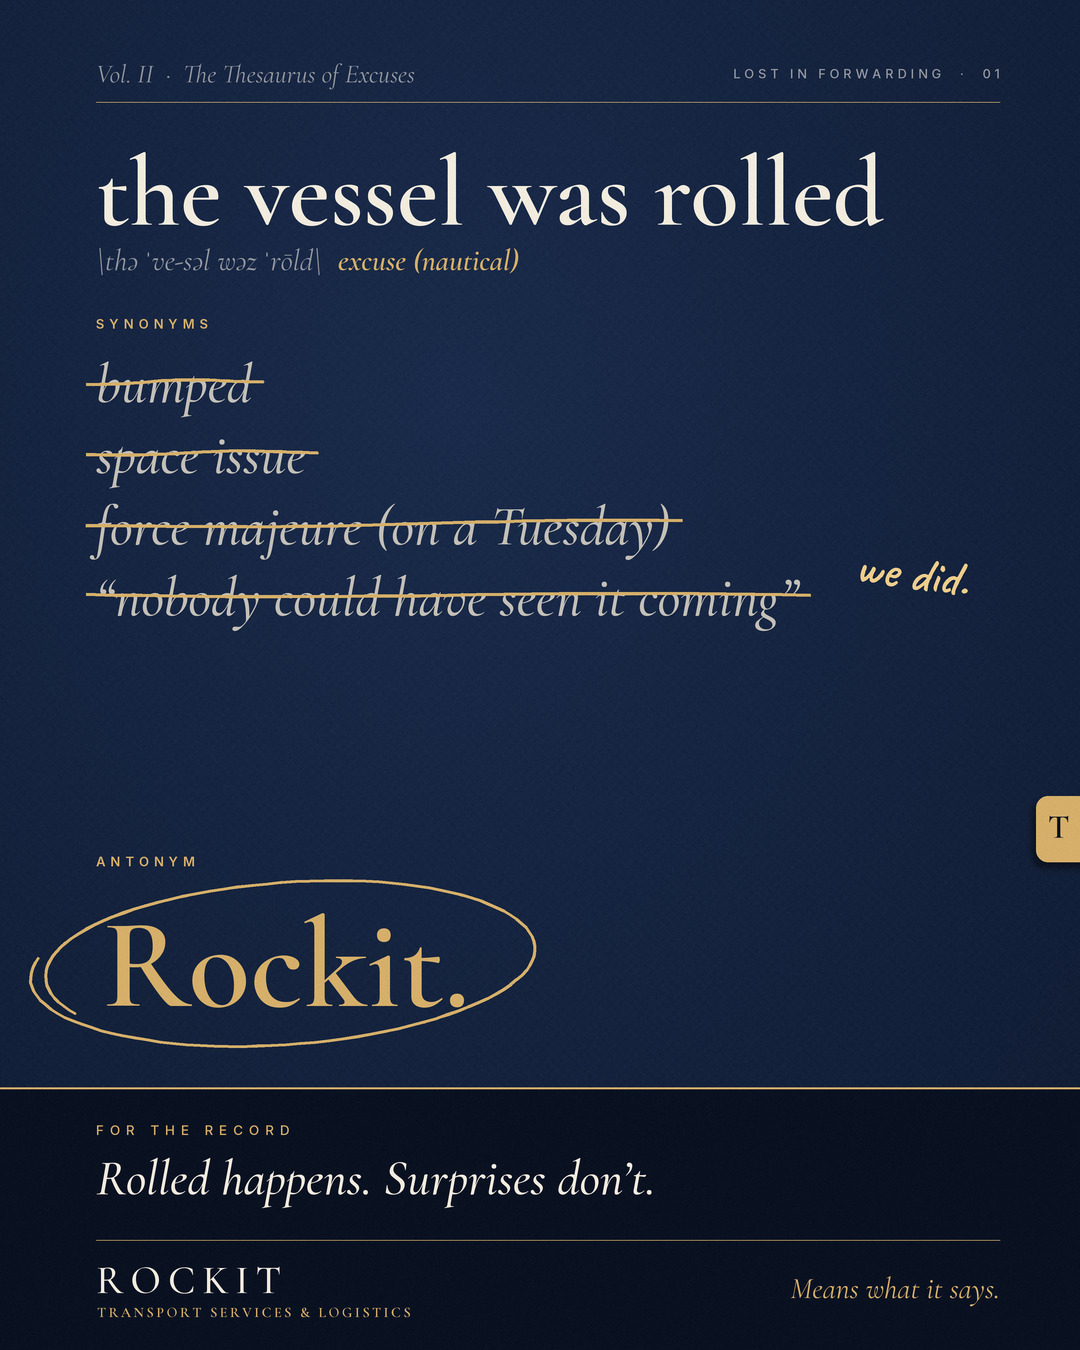 Vol. II · The Thesaurus of Excuses
LOST IN FORWARDING · 01
the vessel was rolled
\thə ˈve-səl wəz ˈrōld\ excuse (nautical)
SYNONYMS
bumped
space issue
force majeure (on a Tuesday)
“nobody could have seen it coming”
we did.
T
ANTONYM
Rockit.
FOR THE RECORD
Rolled happens. Surprises don’t.
ROCKIT
TRANSPORT SERVICES & LOGISTICS
Means what it says.